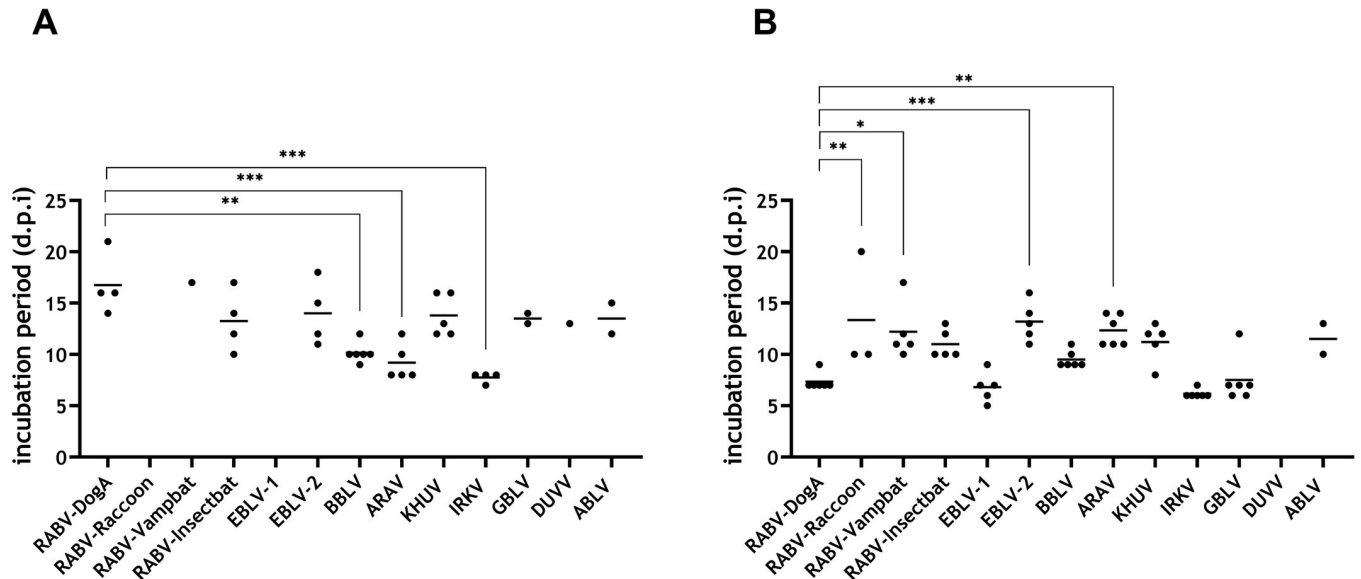 A
***
***
**
incubation period (d.p.i)
25
20
15
10
5
0
RABV-DogA
RABV-Raccoon
RABV-Vampbat
RABV-Insectbat
EBLV-1
EBLV-2
BBLV
ARAV
KHUV
IRKV
GBLV
DUVV
ABLV
B
**
***
*
**
incubation period (d.p.i)
25
20
15
10
5
0
RABV-DogA
RABV-Raccoon
RABV-Vampbat
RABV-Insectbat
EBLV-1
EBLV-2
BBLV
ARAV
KHUV
IRKV
GBLV
DUVV
ABLV